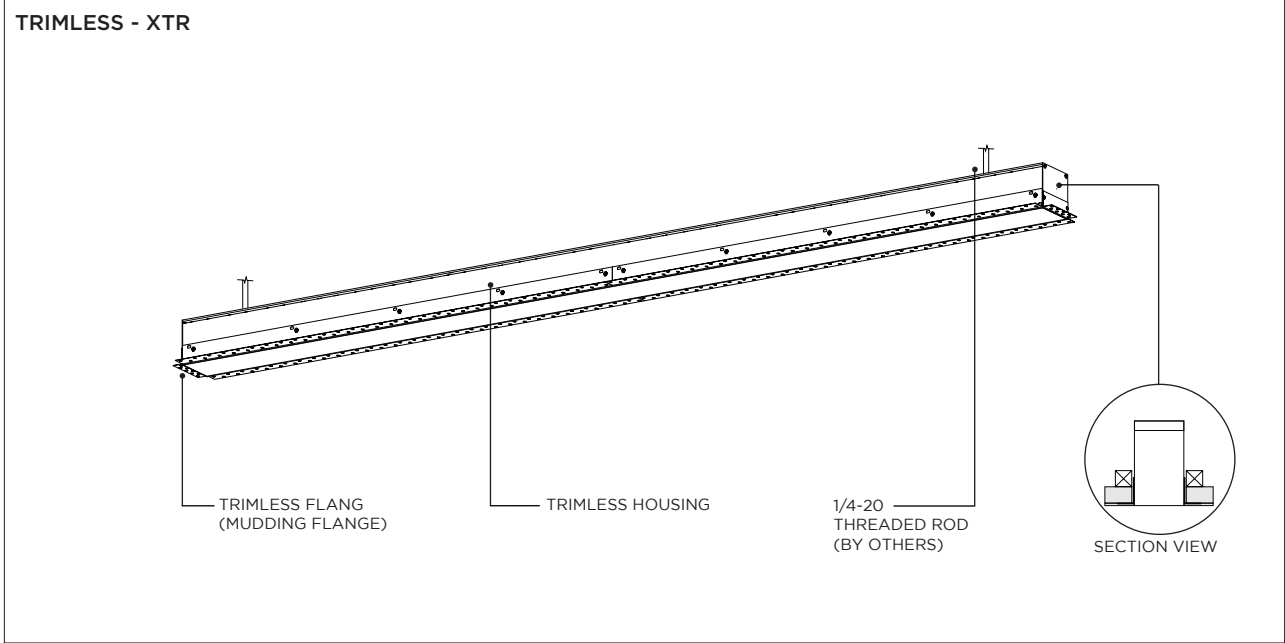 TRIMLESS - XTR
TRIMLESS FLANG
(MUDDING FLANGE)
TRIMLESS HOUSING
1/4-20
THREADED ROD
(BY OTHERS)
SECTION VIEW